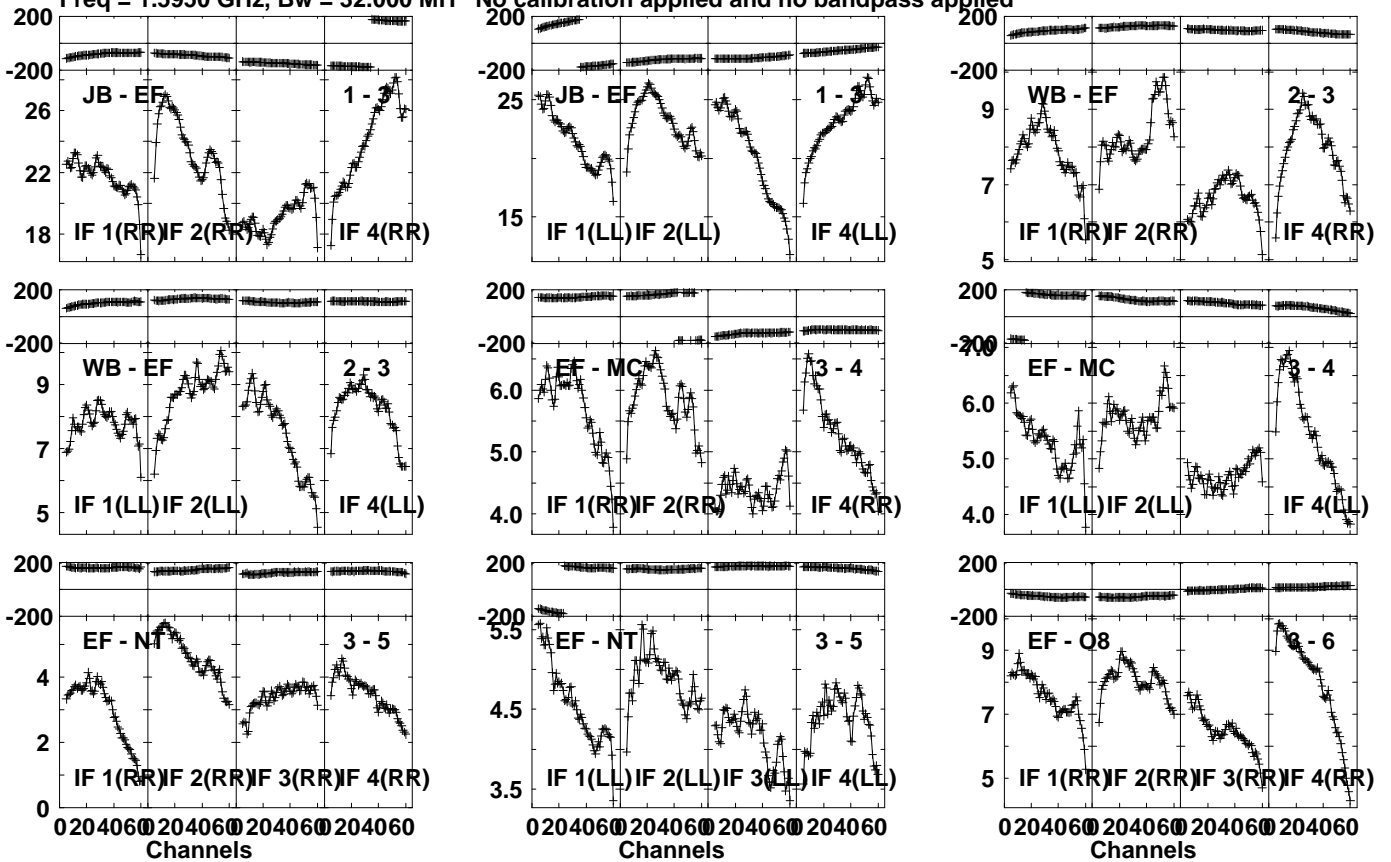 Freq = 1.5950 GHz, Bw = 32.000 MH No calibration applied and no bandpass applied
200
-200
JB - EF 1 - 3
26
22
18
IF 1(RR) IF 2(RR) IF 4(RR)
JB - EF 1 - 3
25
15
IF 1(LL) IF 2(LL) IF 4(LL)
200
-200
WB - EF 2 - 3
9
7
5
IF 1(RR) IF 2(RR) IF 4(RR)
200
-200
WB - EF 2 - 3
9
7
5
IF 1(LL) IF 2(LL) IF 4(LL)
200
-200
EF - MC 3 - 4
6.0
5.0
4.0
IF 1(RR) IF 2(RR) IF 4(RR)
200
-200
7.0
EF - MC 3 - 4
6.0
5.0
4.0
IF 1(LL) IF 2(LL) IF 4(LL)
200
-200
EF - NT 3 - 5
4
2
0
IF 1(RR) IF 2(RR) IF 3(RR) IF 4(RR)
0 20 40 60 0 20 40 60 0 20 40 60 0 20 40 60
Channels
200
-200
5.5
EF - NT 3 - 5
4.5
3.5
IF 1(LL) IF 2(LL) IF 3(LL) IF 4(LL)
0 20 40 60 0 20 40 60 0 20 40 60 0 20 40 60
Channels
200
-200
EF - O8 3 - 6
9
7
5
IF 1(RR) IF 2(RR) IF 3(RR) IF 4(RR)
0 20 40 60 0 20 40 60 0 20 40 60 0 20 40 60
Channels